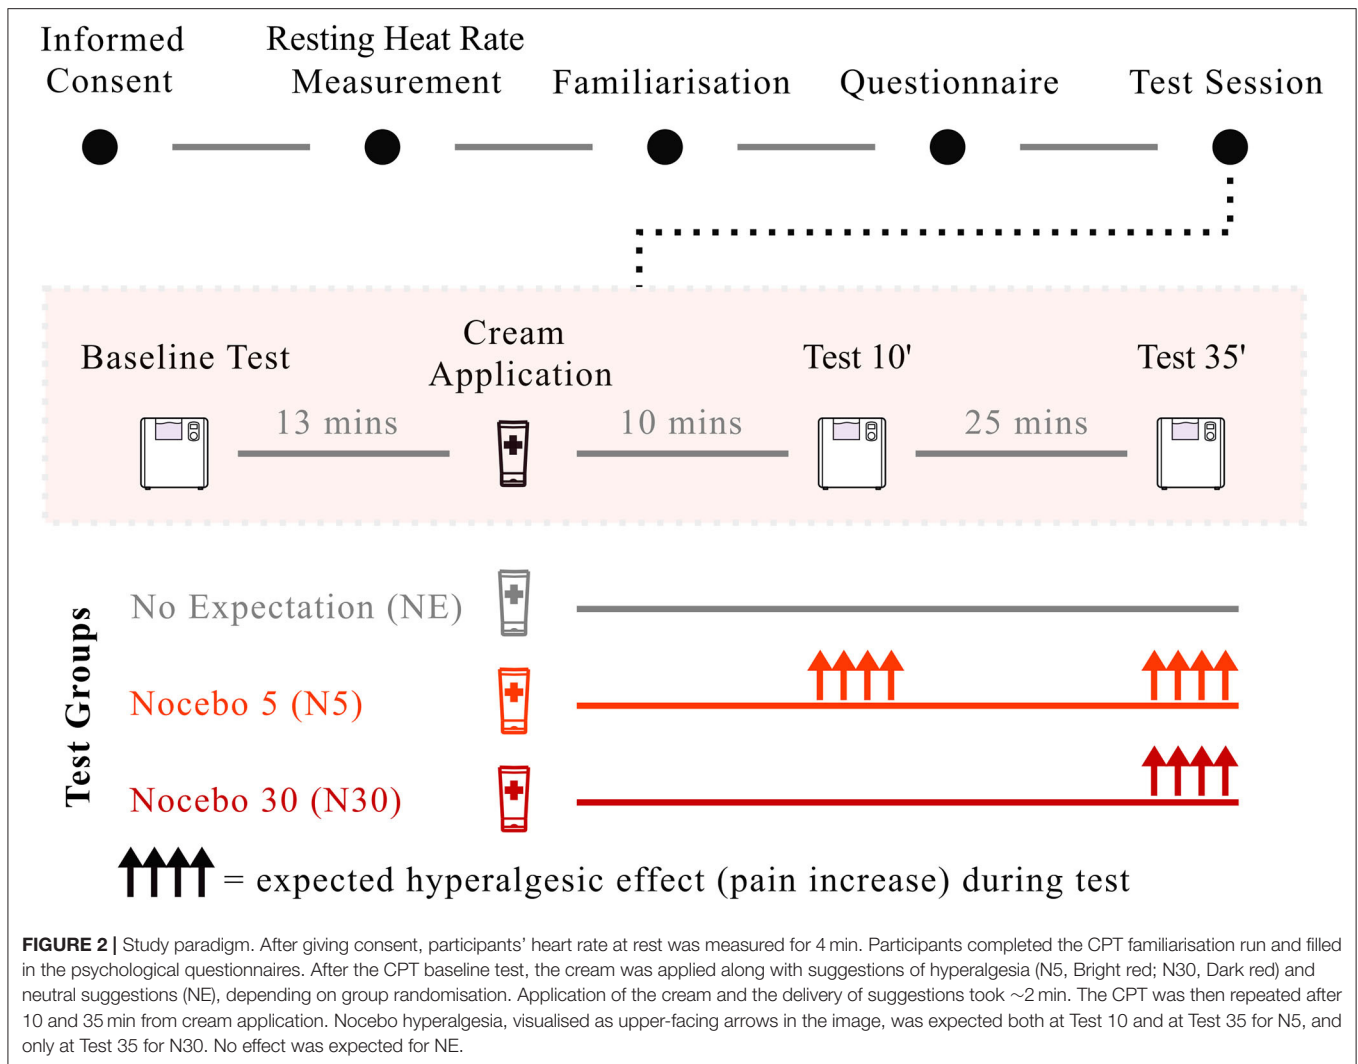 Informed
Consent
Resting Heat Rate
Measurement
Familiarisation
Questionnaire
Test Session
Baseline Test
Cream
Application
Test 10'
Test 35'
13 mins
10 mins
25 mins
Test Groups
No Expectation (NE)
Nocebo 5 (N5)
Nocebo 30 (N30)
= expected hyperalgesic effect (pain increase) during test
FIGURE 2 | Study paradigm. After giving consent, participants' heart rate at rest was measured for 4 min. Participants completed the CPT familiarisation run and filled
in the psychological questionnaires. After the CPT baseline test, the cream was applied along with suggestions of hyperalgesia (N5, Bright red; N30, Dark red) and
neutral suggestions (NE), depending on group randomisation. Application of the cream and the delivery of suggestions took ~2 min. The CPT was then repeated after
10 and 35 min from cream application. Nocebo hyperalgesia, visualised as upper-facing arrows in the image, was expected both at Test 10 and at Test 35 for N5, and
only at Test 35 for N30. No effect was expected for NE.